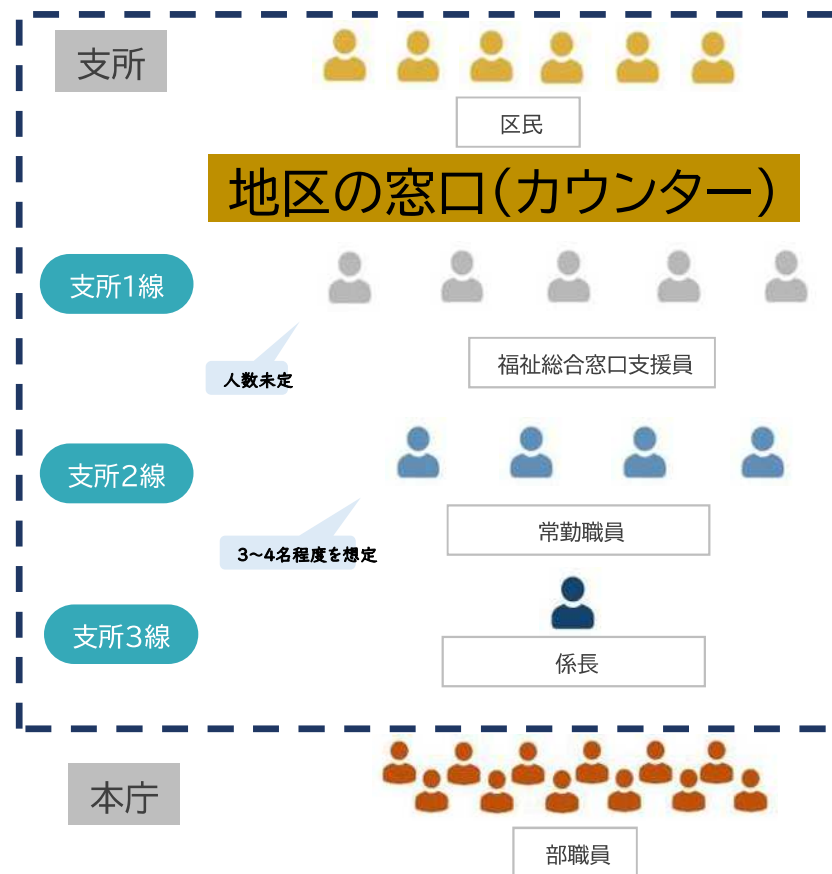 支所
区民
地区の窓口(カウンター)
支所1線
人数未定
福祉総合窓口支援員
支所2線
3~4名程度を想定
常勤職員
支所3線
係長
本庁
部職員